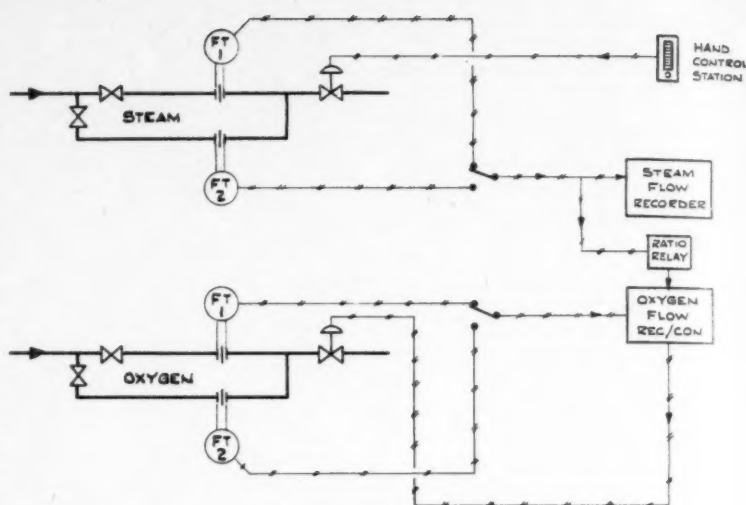 FT
1
HAND
CONTROL
STATION
STEAM
FT
2
STEAM
FLOW
RECORDER
RATIO
RELAY
FT
1
OXYGEN
FLOW
REC/CON
OXYGEN
FT
2